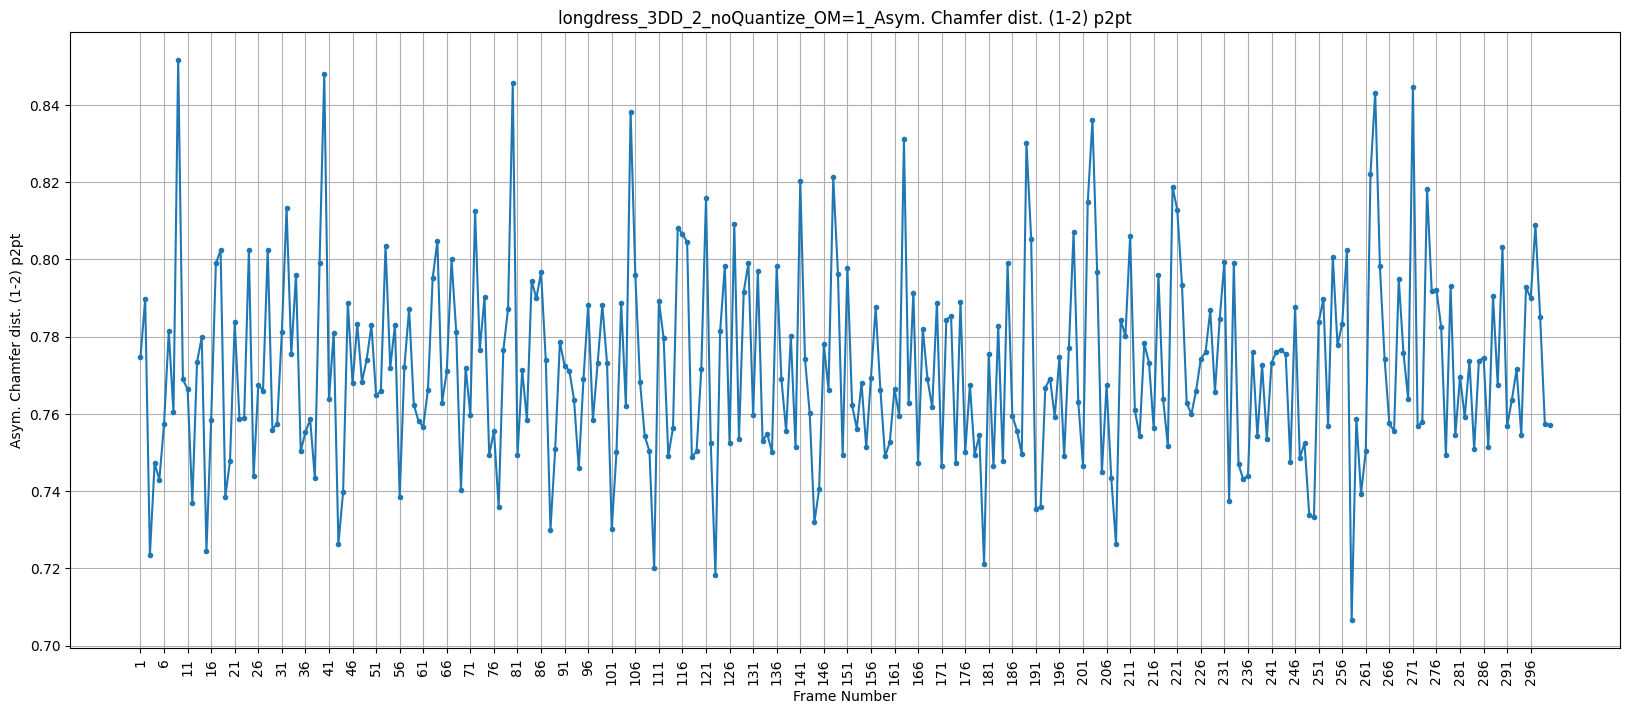 longdress_3DD_2_noQuantize_OM=1_Asym. Chamfer dist. (1-2) p2pt
Asym. Chamfer dist. (1-2) p2pt
0.84
0.82
0.80
0.78
0.76
0.74
0.72
0.70
1 6 11 16 21 26 31 36 41 46 51 56 61 66 71 76 81 86 91 96 101 106 111 116 121 126 131 136 141 146 151 156 161 166 171 176 181 186 191 196 201 206 211 216 221 226 231 236 241 246 251 256 261 266 271 276 281 286 291 296
Frame Number